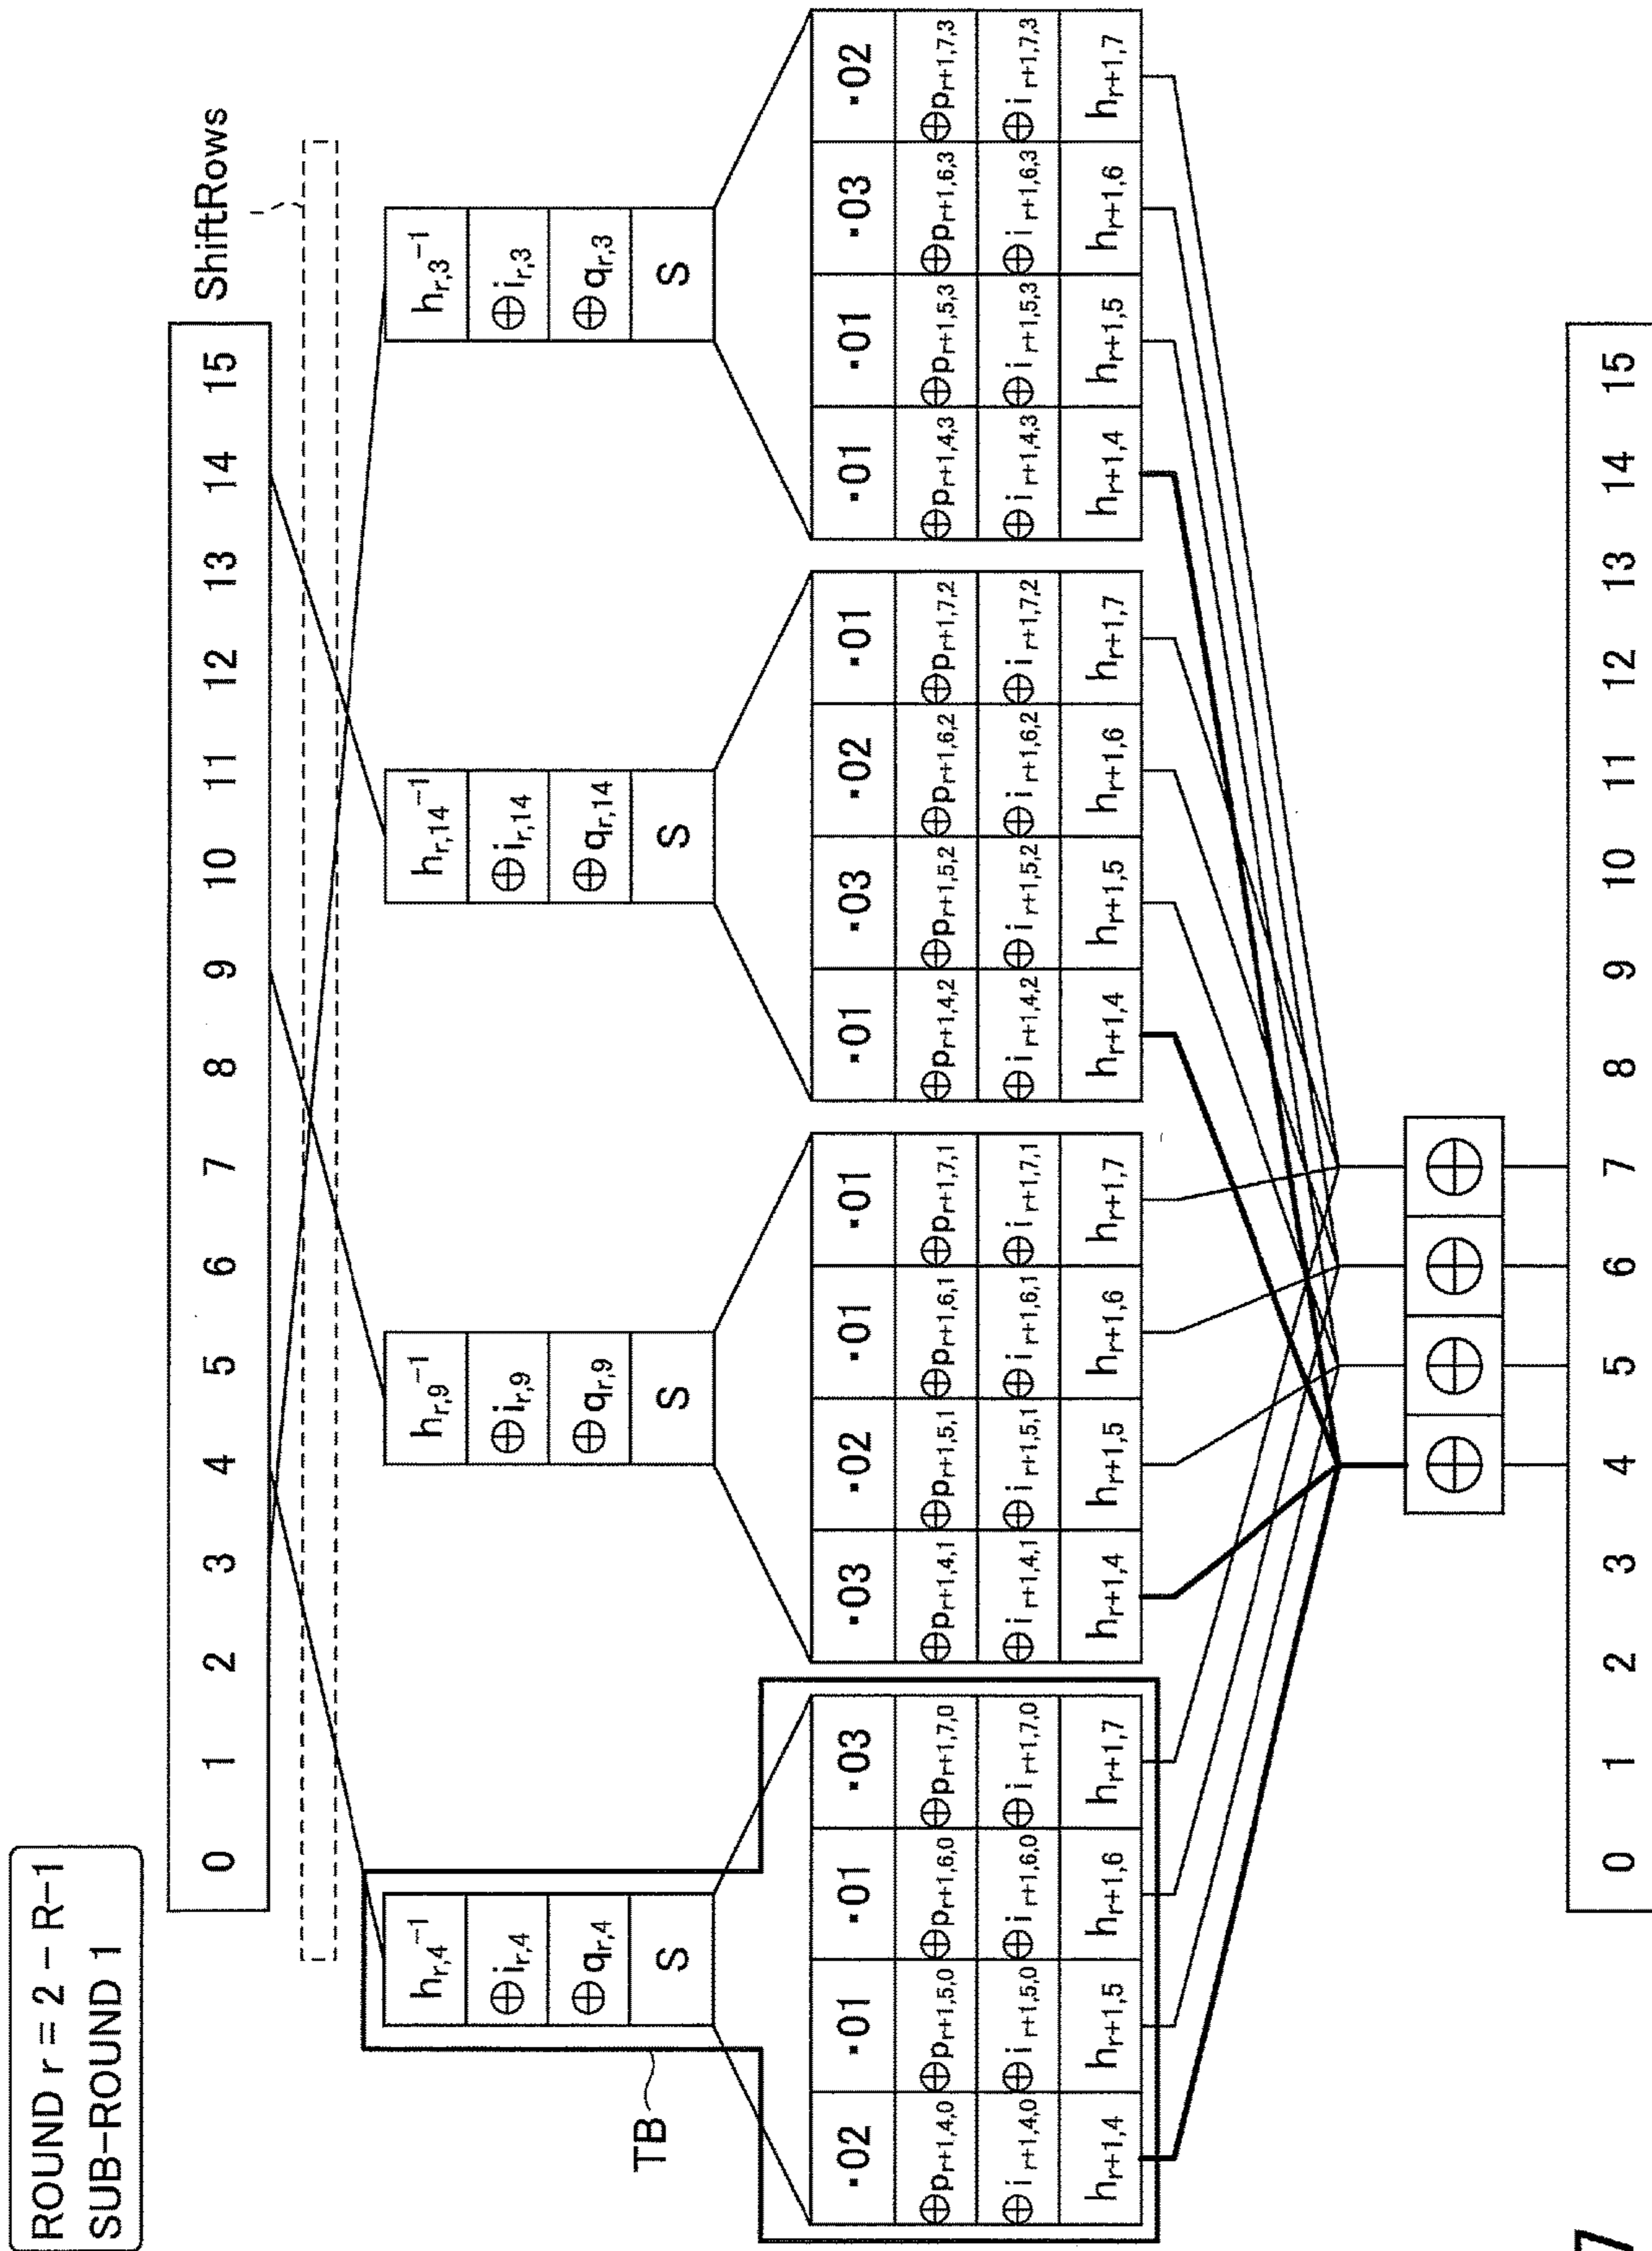 ROUND r = 2 - R-1
SUB-ROUND 1
0 1 2 3 4 5 6 7 8 9 10 11 12 13 14 15
ShiftRows
h_{r,4}^{-1} h_{r,9}^{-1} h_{r,14}^{-1} h_{r,3}^{-1}
⊕i_{r,4} ⊕i_{r,9} ⊕i_{r,14} ⊕i_{r,3}
⊕q_{r,4} ⊕q_{r,9} ⊕q_{r,14} ⊕q_{r,3}
S S S S
TB
·02 ·01 ·01 ·03 ·03 ·02 ·01 ·01 ·01 ·03 ·02 ·01 ·01 ·01 ·03 ·02
⊕p_{r+1,4,0} ⊕p_{r+1,5,0} ⊕p_{r+1,6,0} ⊕p_{r+1,7,0} ⊕p_{r+1,4,1} ⊕p_{r+1,5,1} ⊕p_{r+1,6,1} ⊕p_{r+1,7,1} ⊕p_{r+1,4,2} ⊕p_{r+1,5,2} ⊕p_{r+1,6,2} ⊕p_{r+1,7,2} ⊕p_{r+1,4,3} ⊕p_{r+1,5,3} ⊕p_{r+1,6,3} ⊕p_{r+1,7,3}
⊕i_{r+1,4,0} ⊕i_{r+1,5,0} ⊕i_{r+1,6,0} ⊕i_{r+1,7,0} ⊕i_{r+1,4,1} ⊕i_{r+1,5,1} ⊕i_{r+1,6,1} ⊕i_{r+1,7,1} ⊕i_{r+1,4,2} ⊕i_{r+1,5,2} ⊕i_{r+1,6,2} ⊕i_{r+1,7,2} ⊕i_{r+1,4,3} ⊕i_{r+1,5,3} ⊕i_{r+1,6,3} ⊕i_{r+1,7,3}
h_{r+1,4} h_{r+1,5} h_{r+1,6} h_{r+1,7} h_{r+1,4} h_{r+1,5} h_{r+1,6} h_{r+1,7} h_{r+1,4} h_{r+1,5} h_{r+1,6} h_{r+1,7} h_{r+1,4} h_{r+1,5} h_{r+1,6} h_{r+1,7}
⊕ ⊕ ⊕ ⊕
0 1 2 3 4 5 6 7 8 9 10 11 12 13 14 15
7